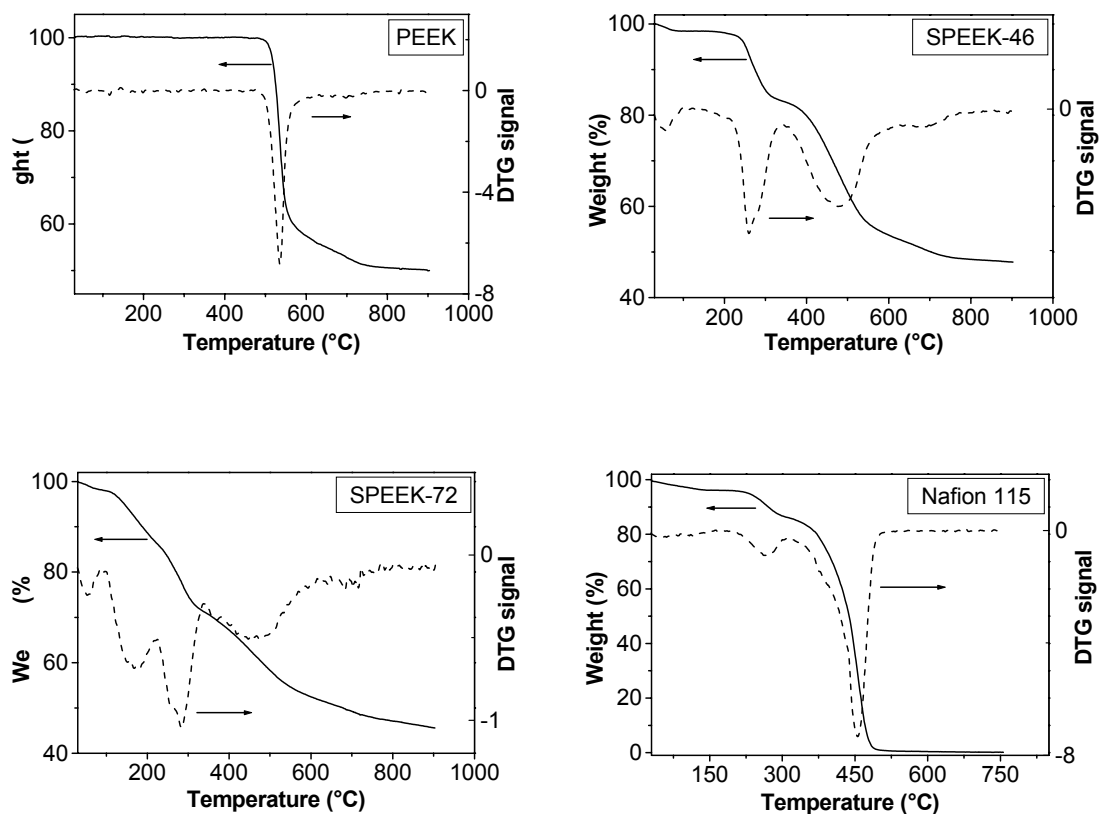 PEEK
100
80
60
ght (
0
-4
-8
DTG signal
200 400 600 800 1000
Temperature (°C)
SPEEK-46
100
80
60
40
Weight (%)
0
DTG signal
200 400 600 800 1000
Temperature (°C)
SPEEK-72
100
80
60
40
We (%
0
-1
DTG signal
200 400 600 800 1000
Temperature (°C)
Nafion 115
100
80
60
40
20
0
Weight (%)
0
-8
DTG signal
150 300 450 600 750
Temperature (°C)